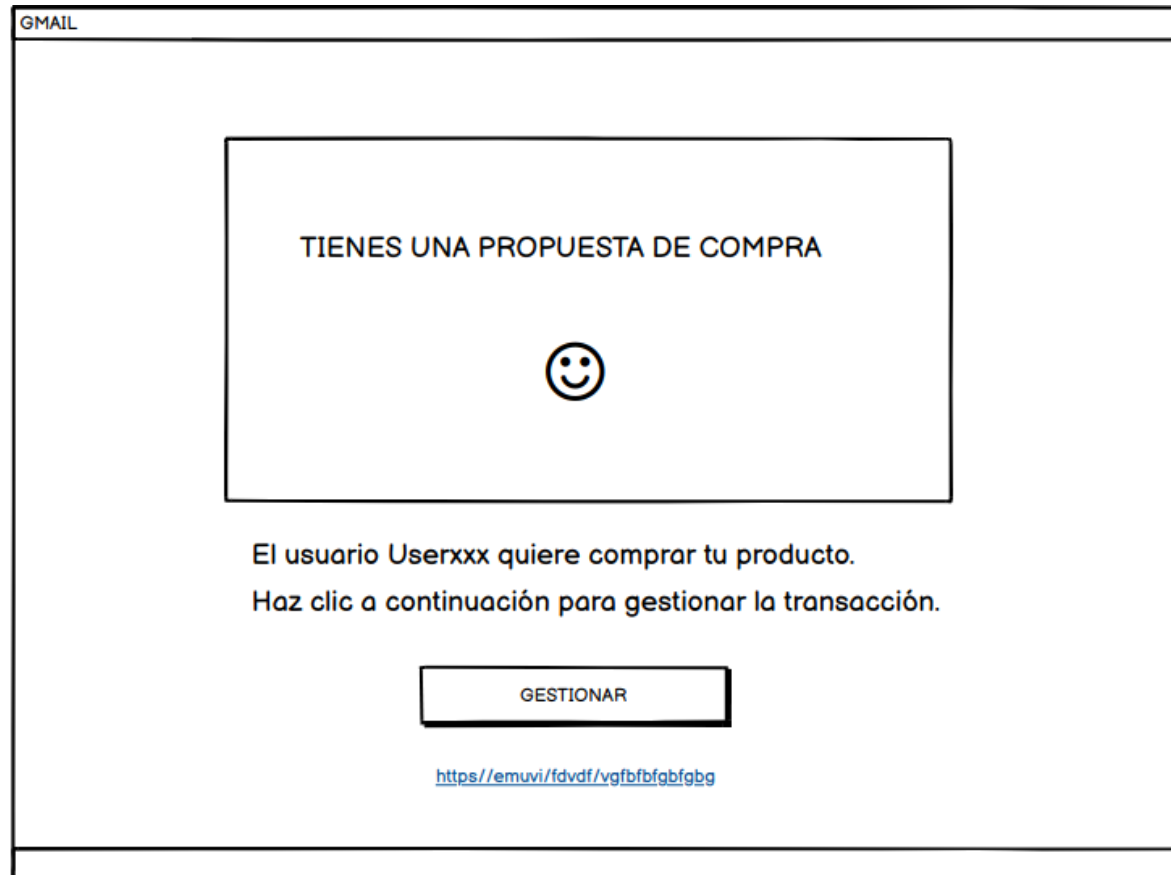 GMAIL
TIENES UNA PROPUESTA DE COMPRA
El usuario Userxxx quiere comprar tu producto.
Haz clic a continuación para gestionar la transacción.
GESTIONAR
https//emuvi/fdvdf/vgfbfbfgbfgbg